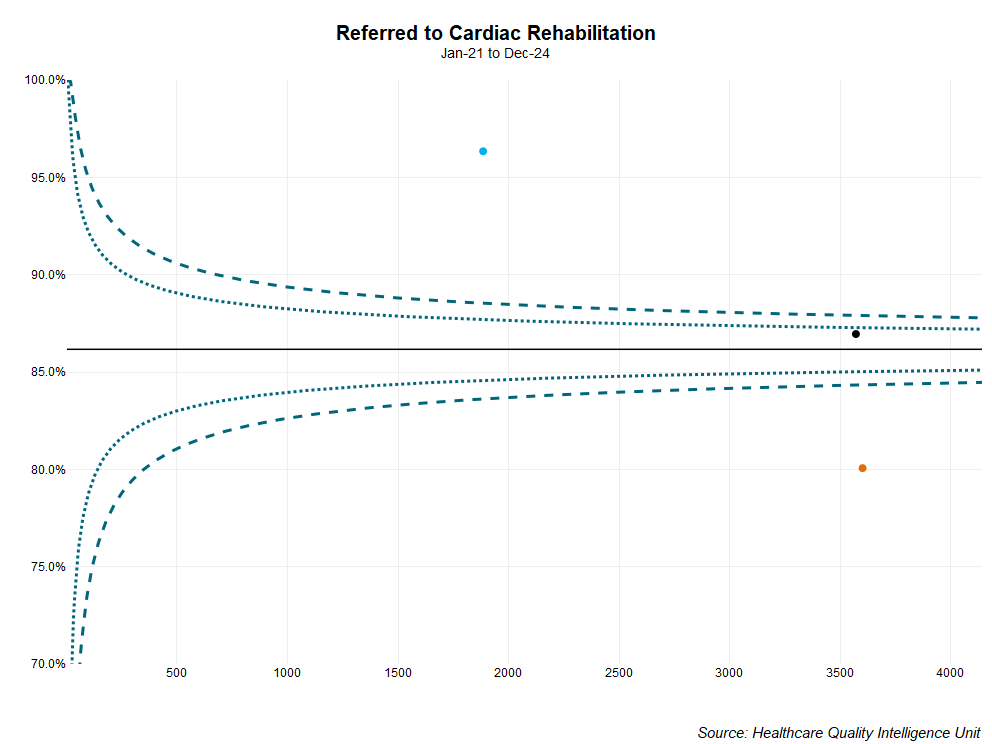 Referred to Cardiac Rehabilitation
Jan-21 to Dec-24
100.0%
95.0%
90.0%
85.0%
80.0%
75.0%
70.0%
500 1000 1500 2000 2500 3000 3500 4000
Source: Healthcare Quality Intelligence Unit